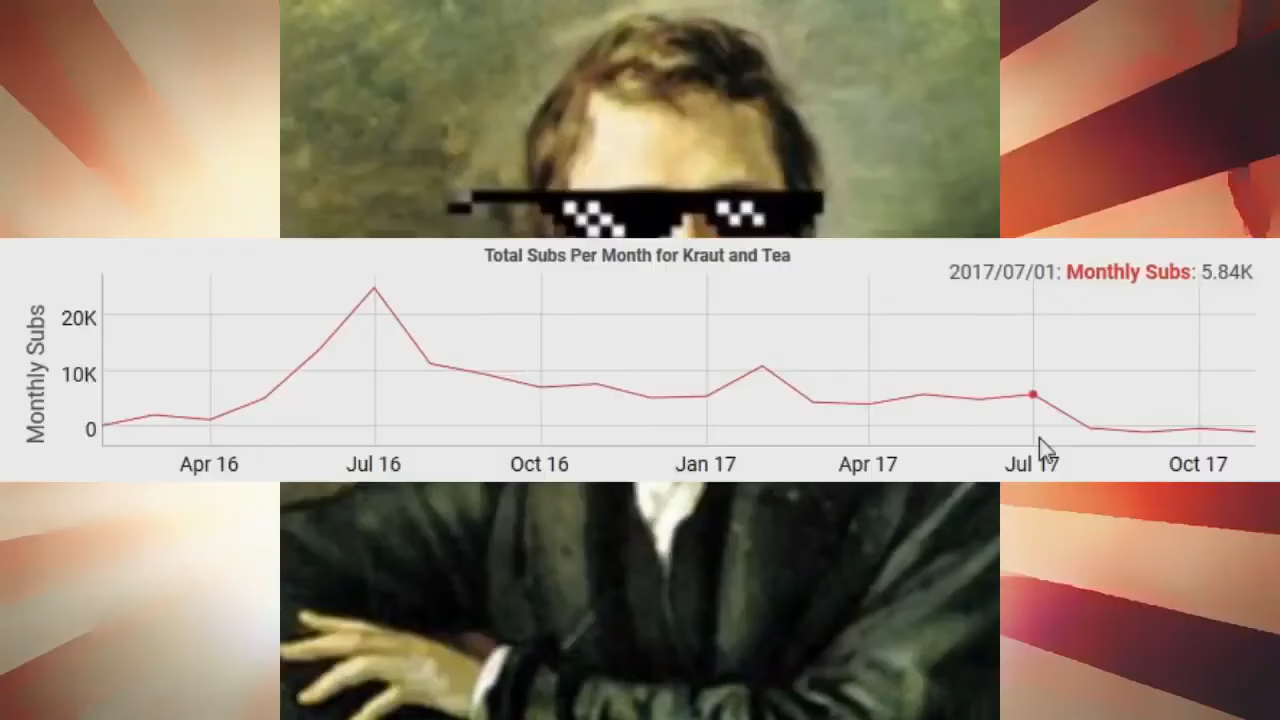 Total Subs Per Month for Kraut and Tea
2017/07/01: Monthly Subs: 5.84K
Monthly Subs
20K
10K
0
Apr 16 Jul 16 Oct 16 Jan 17 Apr 17 Jul 17 Oct 17